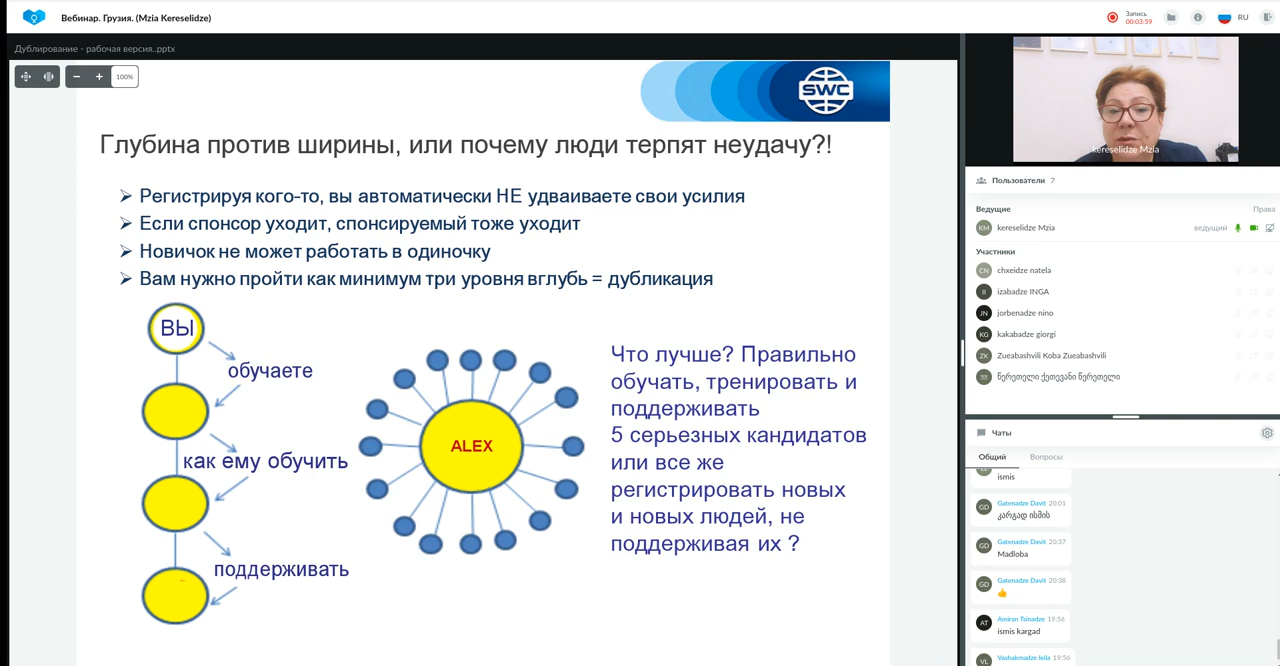 Вебинар. Грузия. (Mzia Kereselidze)
Запись
00:03:59
RU
Дублирование - рабочая версия..pptx
100%
SWC
Глубина против ширины, или почему люди терпят неудачу?!
Регистрируя кого-то, вы автоматически НЕ удваиваете свои усилия
Если спонсор уходит, спонсируемый тоже уходит
Новичок не может работать в одиночку
Вам нужно пройти как минимум три уровня вглубь = дубликация
ВЫ
обучаете
как ему обучить
поддерживать
ALEX
Что лучше? Правильно
обучать, тренировать и
поддерживать
5 серьезных кандидатов
или все же
регистрировать новых
и новых людей, не
поддерживая их ?
kereselidze Mzia
Пользователи 7
Ведущие Права
KM kereselidze Mzia ведущий
Участники
CN chxeidze natela
II izabadze INGA
JN jorbenadze nino
KG kakabadze giorgi
ZK Zueabashvili Koba Zueabashvili
წერეთელი ქეთევანი წერეთელი
Чаты
Общий Вопросы
ismis
GD Gatenadze Davit 20:01
კარგად ისმის
GD Gatenadze Davit 20:37
Madloba
GD Gatenadze Davit 20:38
👍
AT Amiran Tsinadze 19:56
ismis kargad
VL Vashakmadze leila 19:56